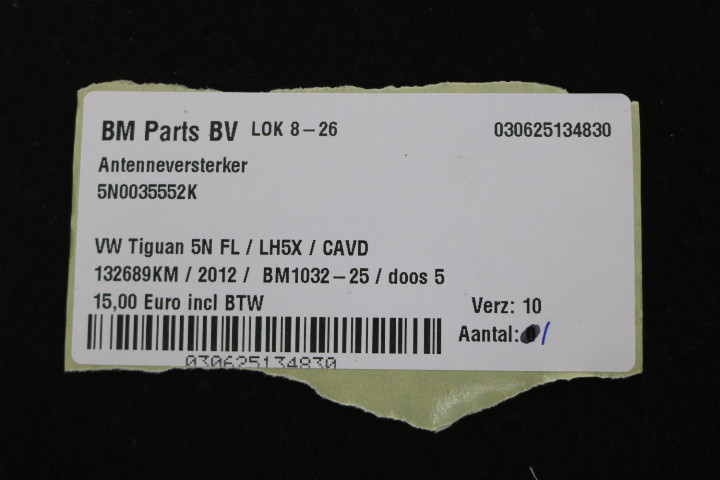 BM Parts BV LOK 8-26 030625134830
Antenneversterker
5N0035552K
VW Tiguan 5N FL / LH5X / CAVD
132689KM / 2012 / BM1032-25 / doos 5
15,00 Euro incl BTW Verz: 10
Aantal: 1
030625134830